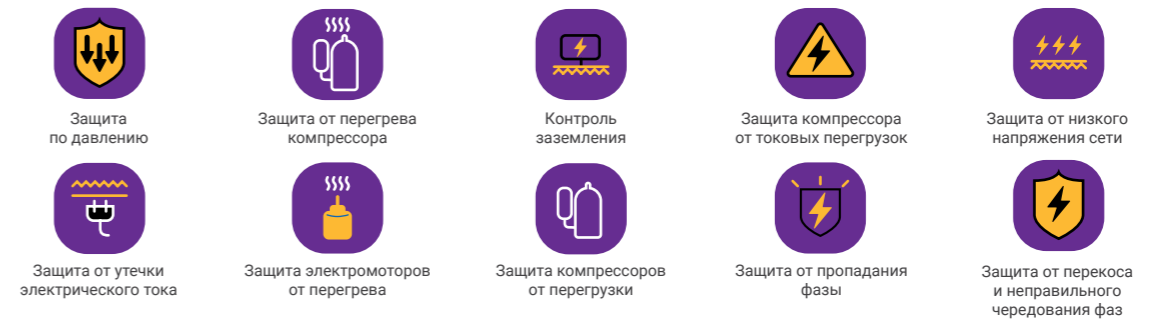 Защита
по давлению
Защита от перегрева
компрессора
Контроль
заземления
Защита компрессора
от токовых перегрузок
Защита от низкого
напряжения сети
Защита от утечки
электрического тока
Защита электромоторов
от перегрева
Защита компрессоров
от перегрузки
Защита от пропадания
фазы
Защита от перекоса
и неправильного
чередования фаз